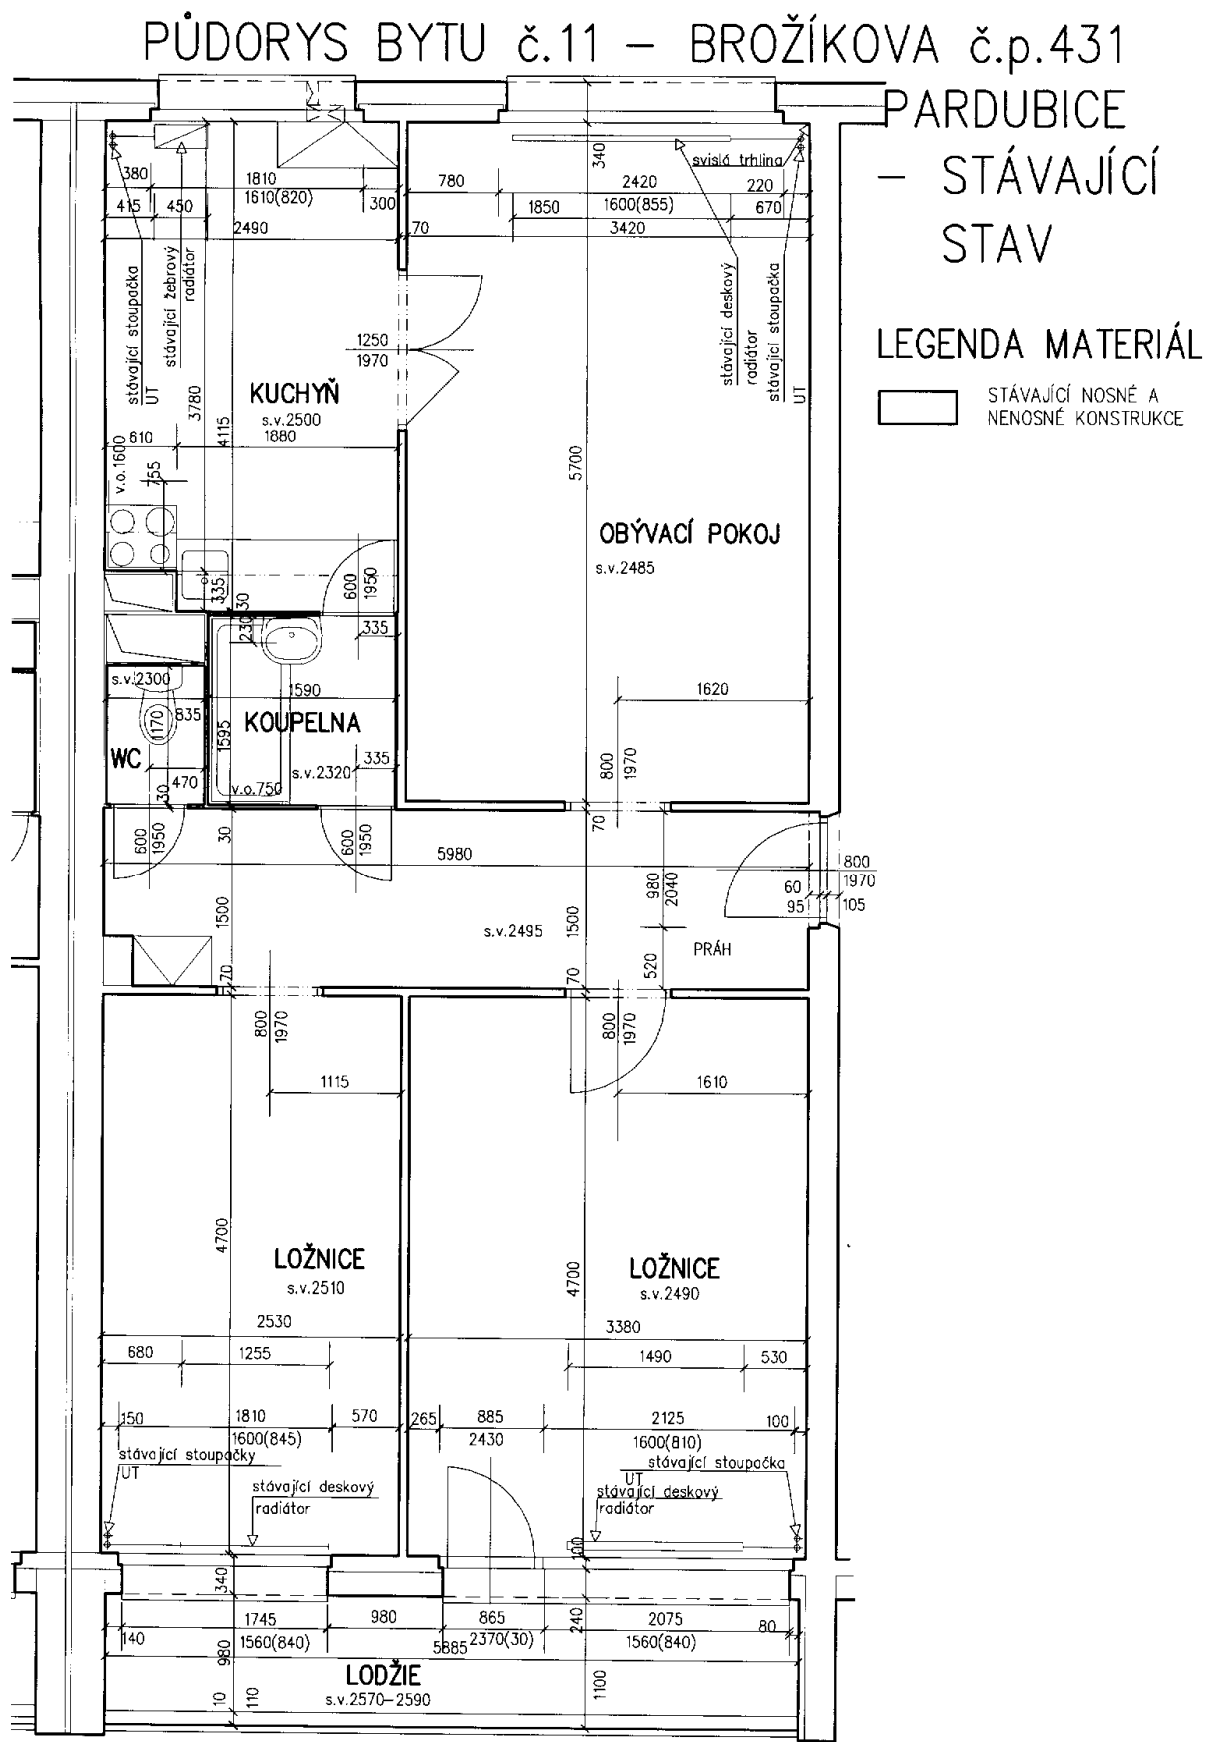 PŮDORYS BYTU č.11 – BROŽÍKOVA č.p.431
PARDUBICE
– STÁVAJÍCÍ
STAV
LEGENDA MATERIÁL
STÁVAJÍCÍ NOSNÉ A
NENOSNÉ KONSTRUKCE
svislá trhlina
340
380
1810
1610(820)
300
415
450
2490
780
2420
220
1850
1600(855)
670
70
3420
stávající stoupačka
ÚT
stávající žebrový
radiátor
stávající deskový
radiátor
stávající stoupačka
ÚT
1250
1970
KUCHYŇ
s.v.2500
1880
3780
4115
610
v.o.1600
755
5700
OBÝVACÍ POKOJ
s.v.2485
335
30
600
1950
230
335
s.v.2300
1590
1620
835
1170
1595
KOUPELNA
WC
s.v.2320
335
800
1970
470
v.o.750
30
600
1950
30
600
1950
70
5980
980
2040
800
1970
60
95
105
1500
s.v.2495
1500
PRÁH
70
70
520
800
1970
800
1970
1115
1610
4700
LOŽNICE
s.v.2510
4700
LOŽNICE
s.v.2490
2530
3380
680
1255
1490
530
150
1810
570
265
885
2125
100
1600(845)
2430
1600(810)
stávající stoupačky
ÚT
stávající stoupačka
ÚT
stávající deskový
radiátor
stávající deskový
radiátor
100
340
1745
980
865
240
2075
80
140
1560(840)
2370(30)
1560(840)
5885
980
LODŽIE
s.v.2570–2590
10
110
1100